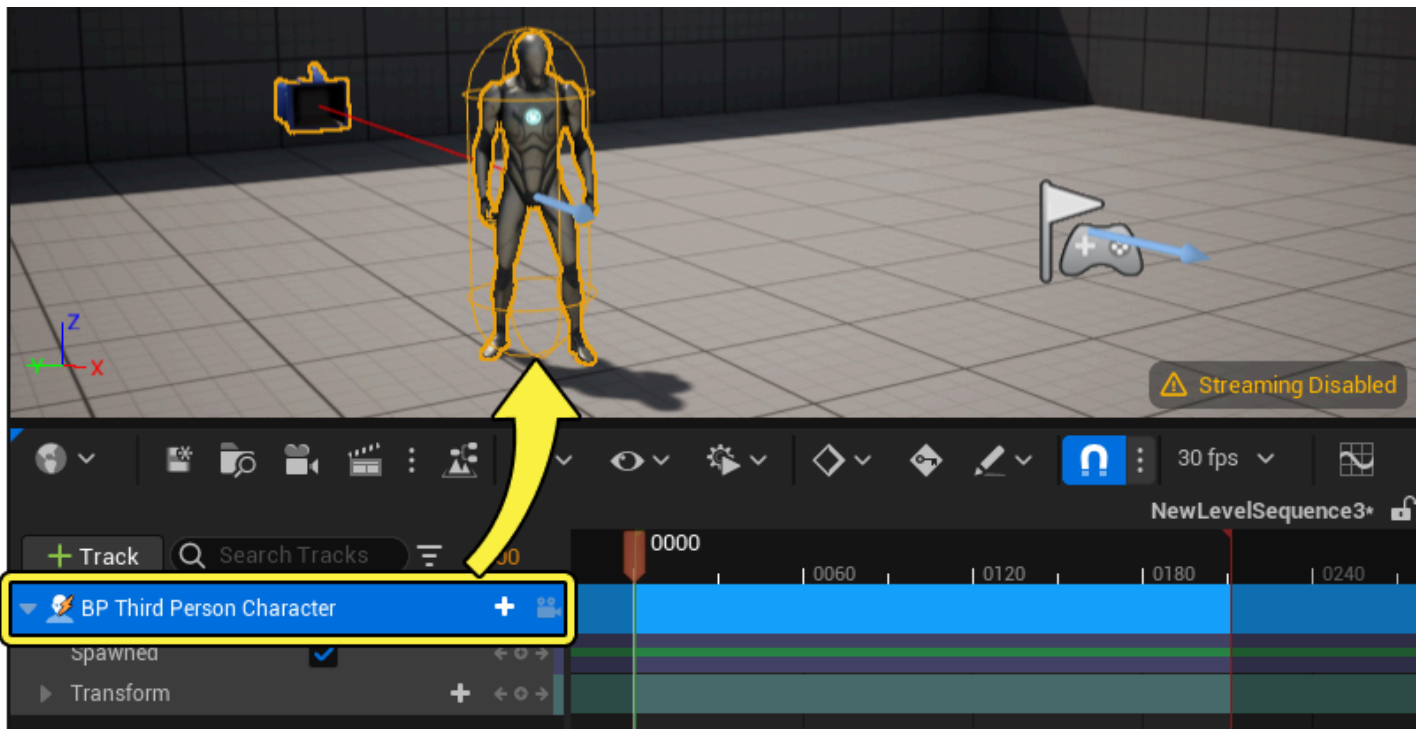 Z
Y
X
Streaming Disabled
30 fps
NewLevelSequence3*
+ Track
Search Tracks
0000
0060
0120
0180
0240
BP Third Person Character
Spawned
Transform